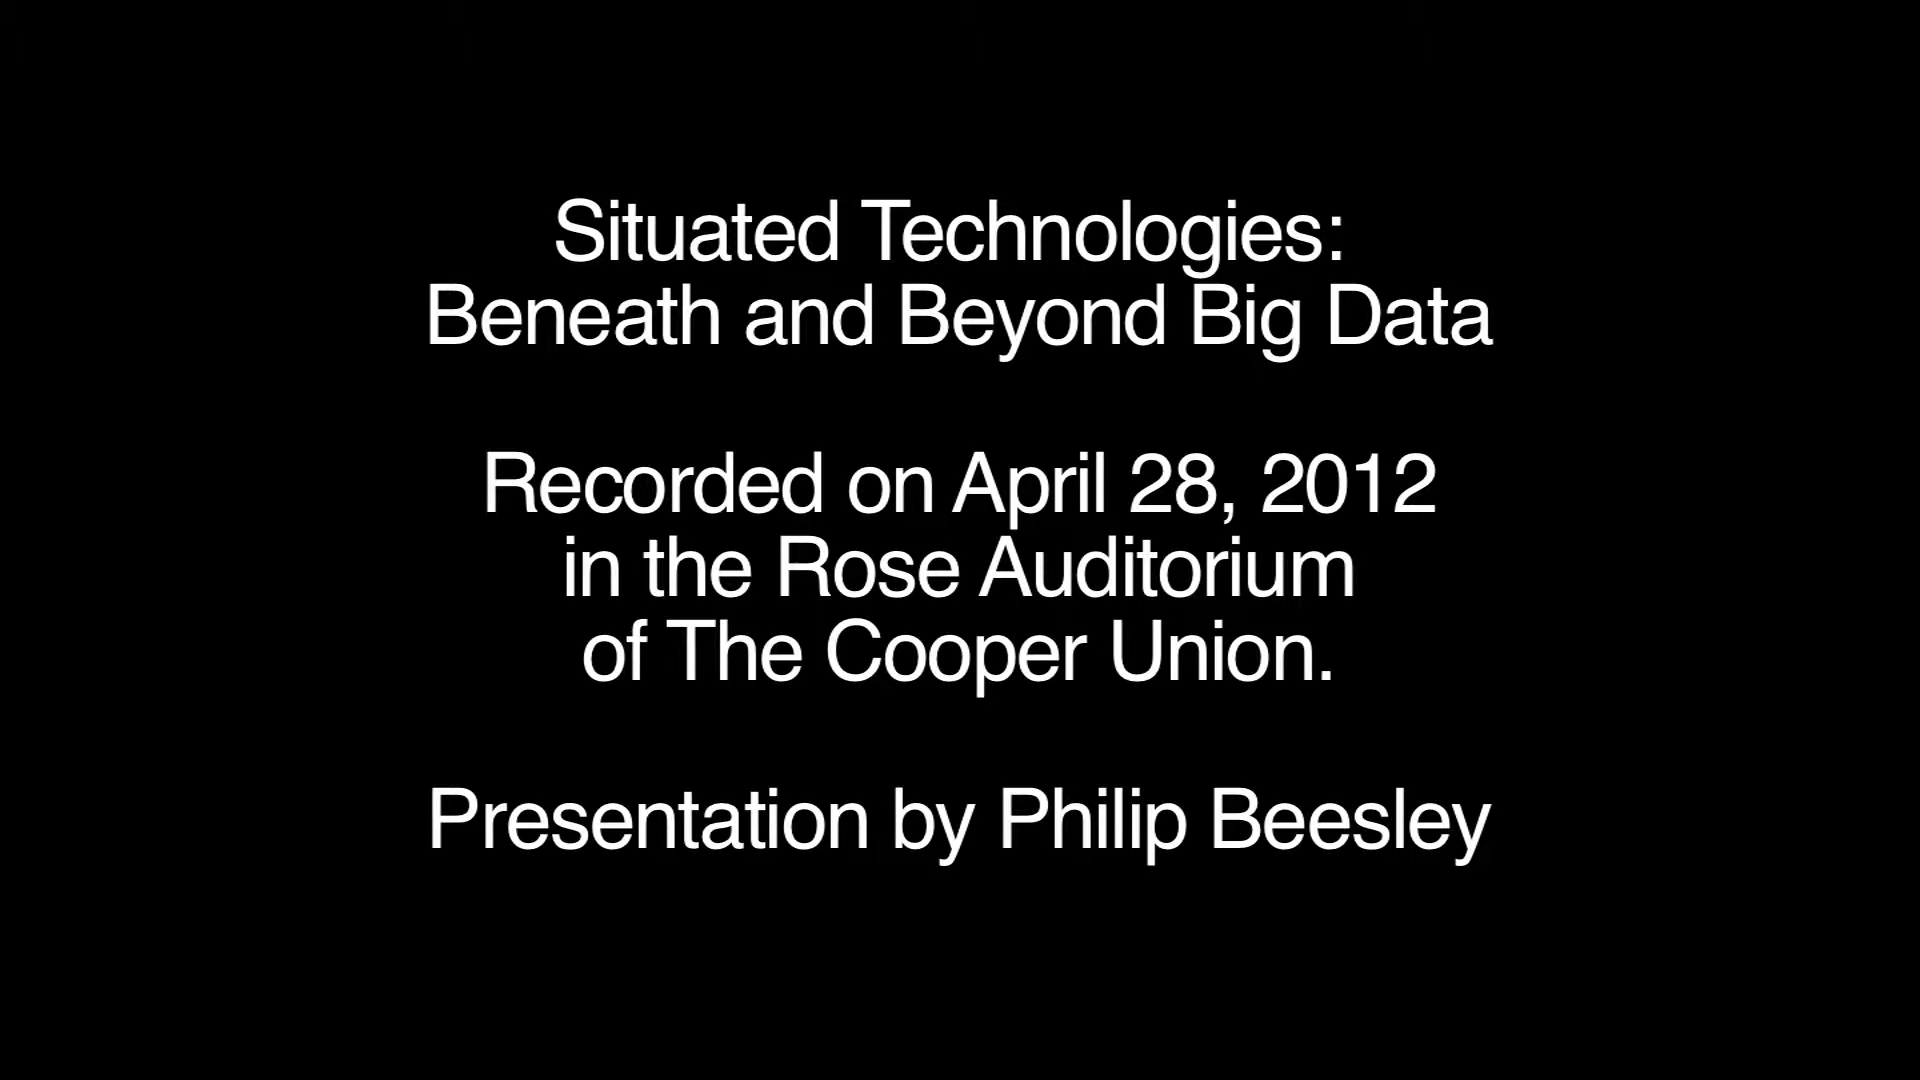 Situated Technologies:
Beneath and Beyond Big Data
Recorded on April 28, 2012
in the Rose Auditorium
of The Cooper Union.
Presentation by Philip Beesley